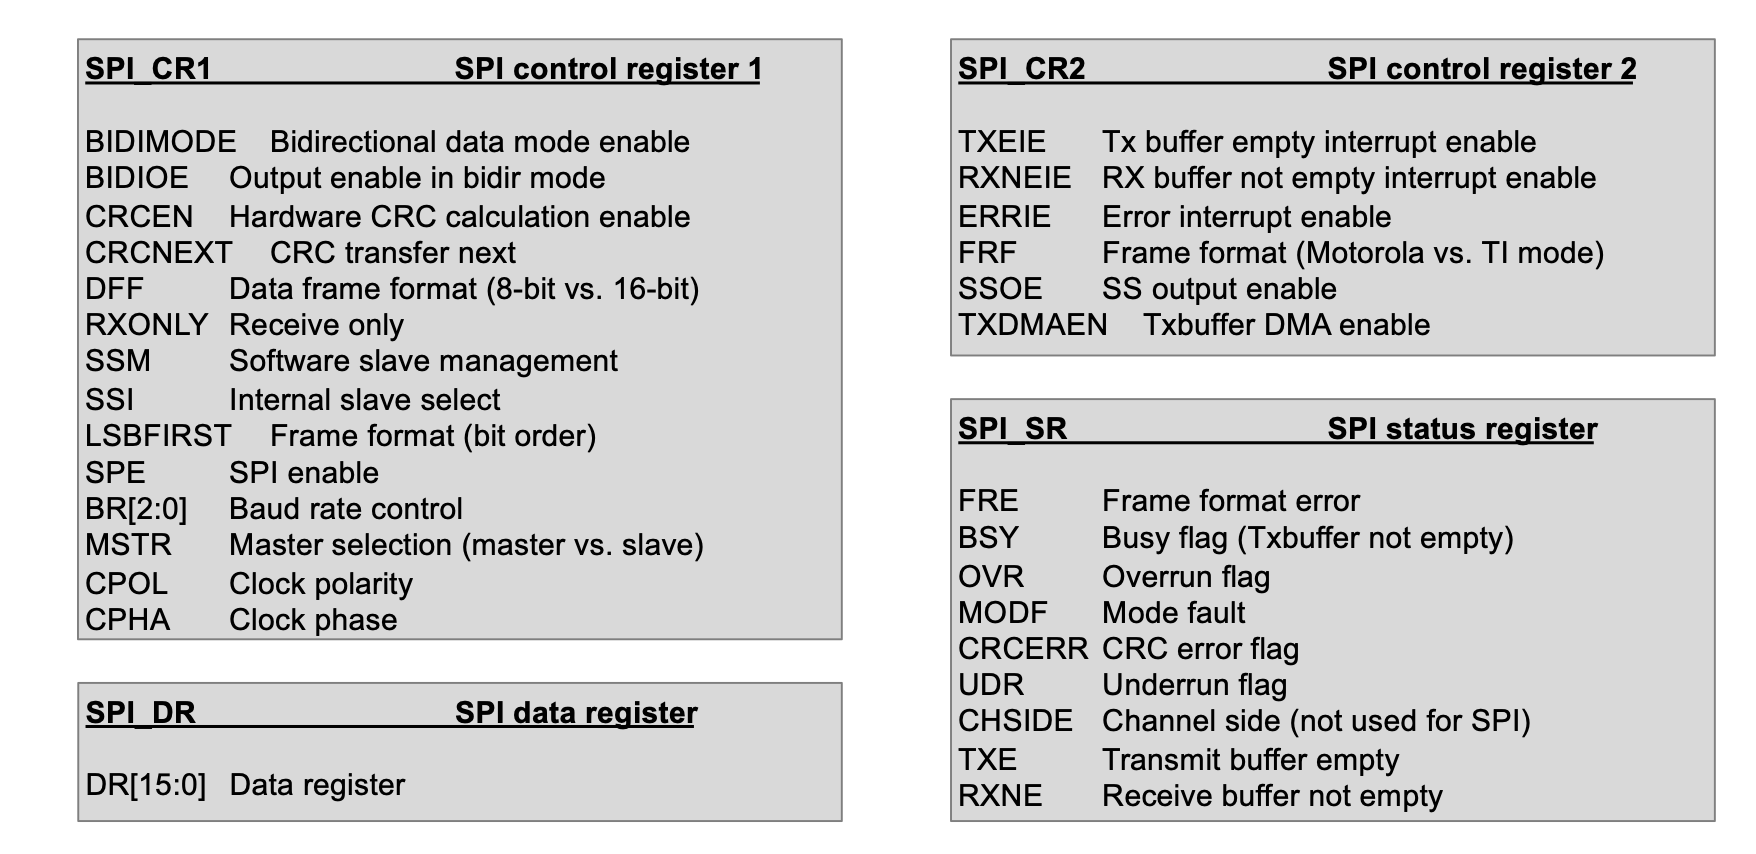 SPI_CR1 SPI control register 1
BIDIMODE Bidirectional data mode enable
BIDIOE Output enable in bidir mode
CRCEN Hardware CRC calculation enable
CRCNEXT CRC transfer next
DFF Data frame format (8-bit vs. 16-bit)
RXONLY Receive only
SSM Software slave management
SSI Internal slave select
LSBFIRST Frame format (bit order)
SPE SPI enable
BR[2:0] Baud rate control
MSTR Master selection (master vs. slave)
CPOL Clock polarity
CPHA Clock phase
SPI_DR SPI data register
DR[15:0] Data register
SPI_CR2 SPI control register 2
TXEIE Tx buffer empty interrupt enable
RXNEIE RX buffer not empty interrupt enable
ERRIE Error interrupt enable
FRF Frame format (Motorola vs. TI mode)
SSOE SS output enable
TXDMAEN Txbuffer DMA enable
SPI_SR SPI status register
FRE Frame format error
BSY Busy flag (Txbuffer not empty)
OVR Overrun flag
MODF Mode fault
CRCERR CRC error flag
UDR Underrun flag
CHSIDE Channel side (not used for SPI)
TXE Transmit buffer empty
RXNE Receive buffer not empty